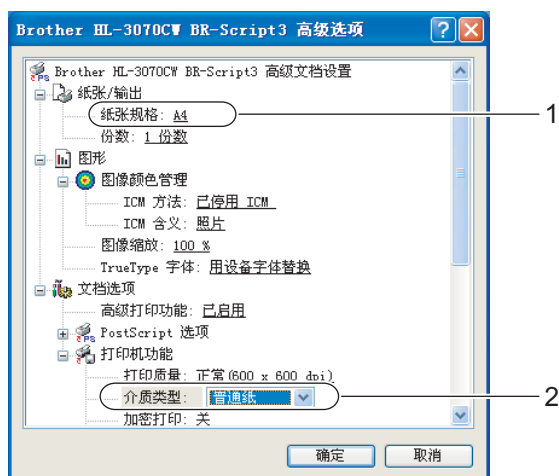 Brother HL-3070CW BR-Script3 高级选项
Brother HL-3070CW BR-Script3 高级文档设置
纸张/输出
纸张规格: A4
1
份数: 1 份数
图形
图像颜色管理
ICM 方法: 已停用 ICM
ICM 含义: 照片
图像缩放: 100 %
TrueType 字体: 用设备字体替换
文档选项
高级打印功能: 已启用
PostScript 选项
打印机功能
打印质量: 正常(600 x 600 dpi)
介质类型: 普通纸
2
加密打印: 关
确定 取消